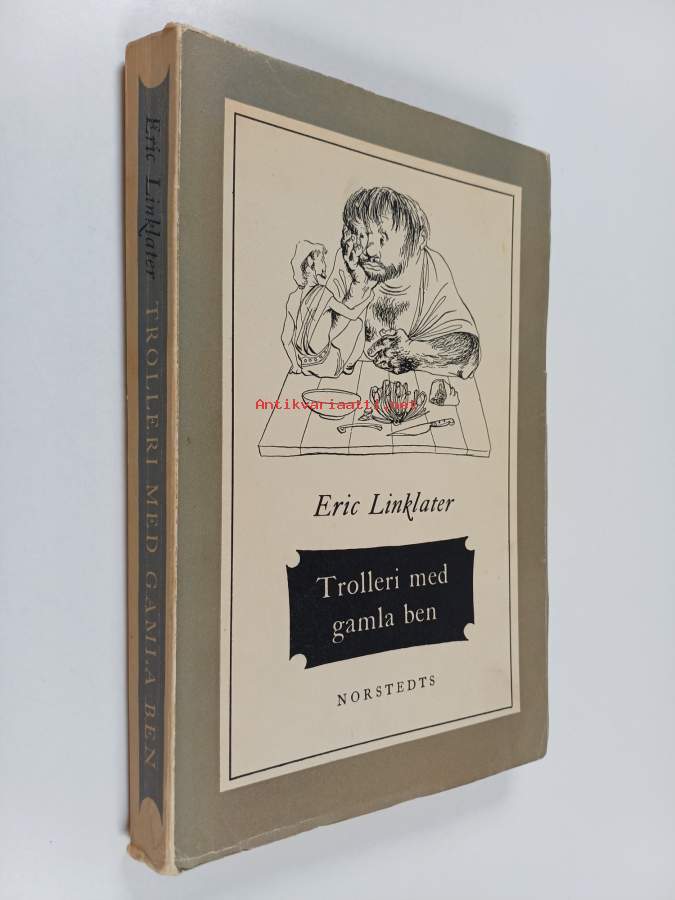 Eric Linklater TROLLERI MED GAMLA BEN
Antikvariaatti.net
Eric Linklater
Trolleri med
gamla ben
NORSTEDTS